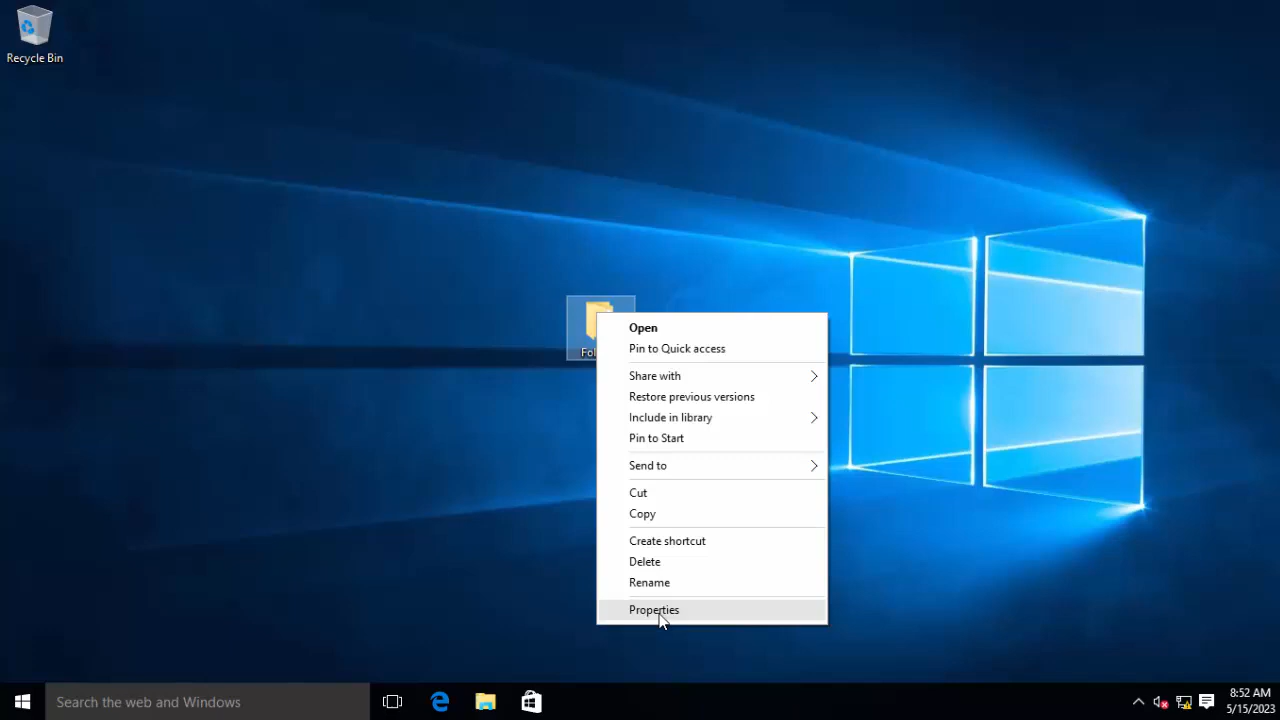 Recycle Bin
Open
Pin to Quick access
Share with
Restore previous versions
Include in library
Pin to Start
Send to
Cut
Copy
Create shortcut
Delete
Rename
Properties
Search the web and Windows
8:52 AM
5/15/2023